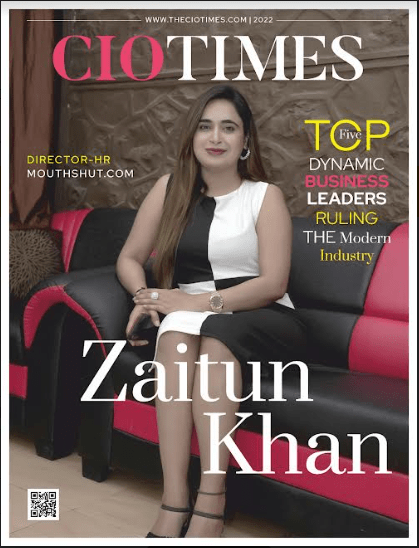 WWW.THECIOTIMES.COM | 2022
CIOTIMES
TOP
Five
DYNAMIC
BUSINESS
LEADERS
RULING
THE Modern
Industry
DIRECTOR-HR
MOUTHSHUT.COM
Zaitun
Khan